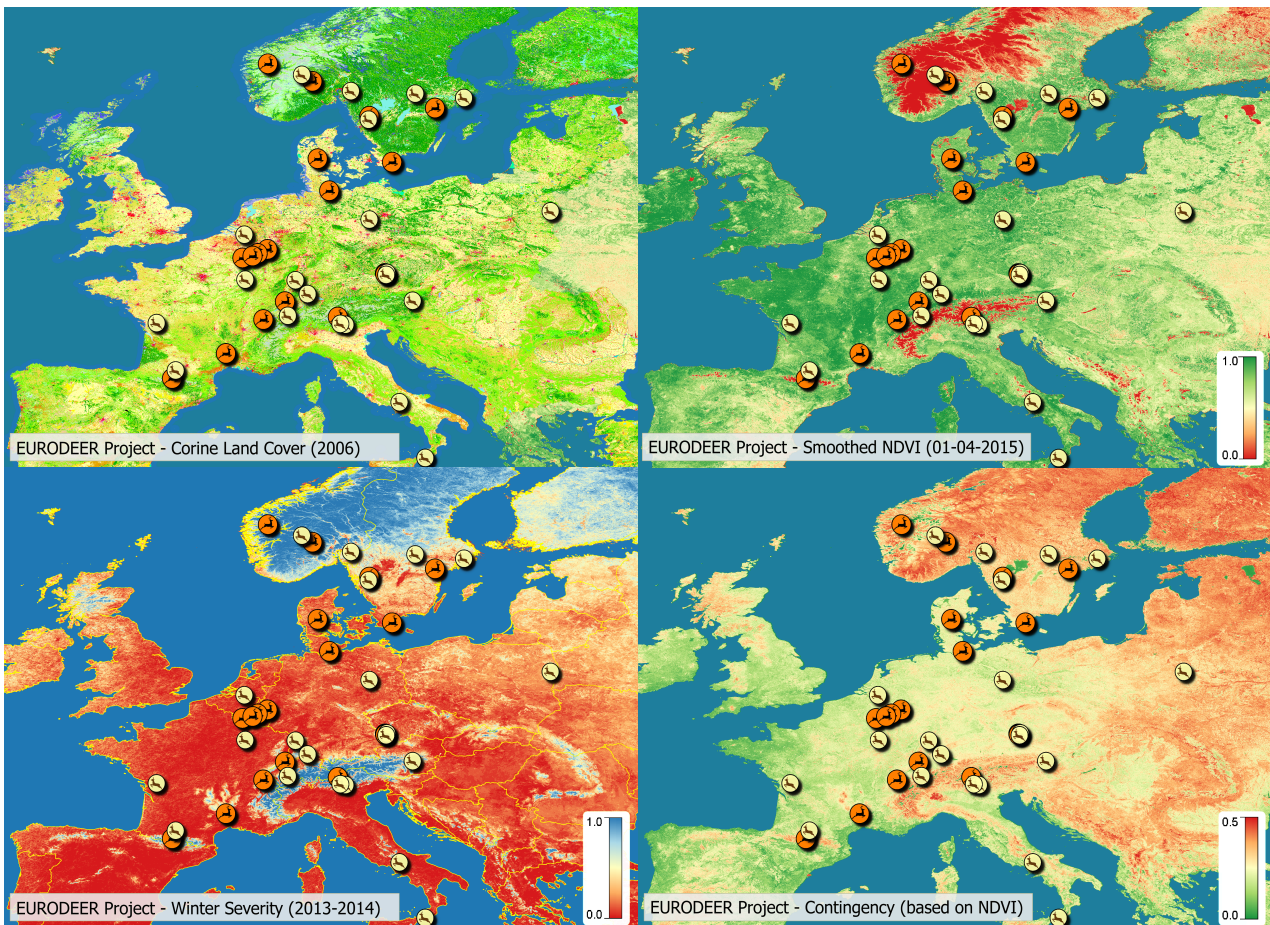 EURODEER Project - Corine Land Cover (2006)
1.0
0.0
EURODEER Project - Smoothed NDVI (01-04-2015)
1.0
0.0
EURODEER Project - Winter Severity (2013-2014)
0.5
0.0
EURODEER Project - Contingency (based on NDVI)